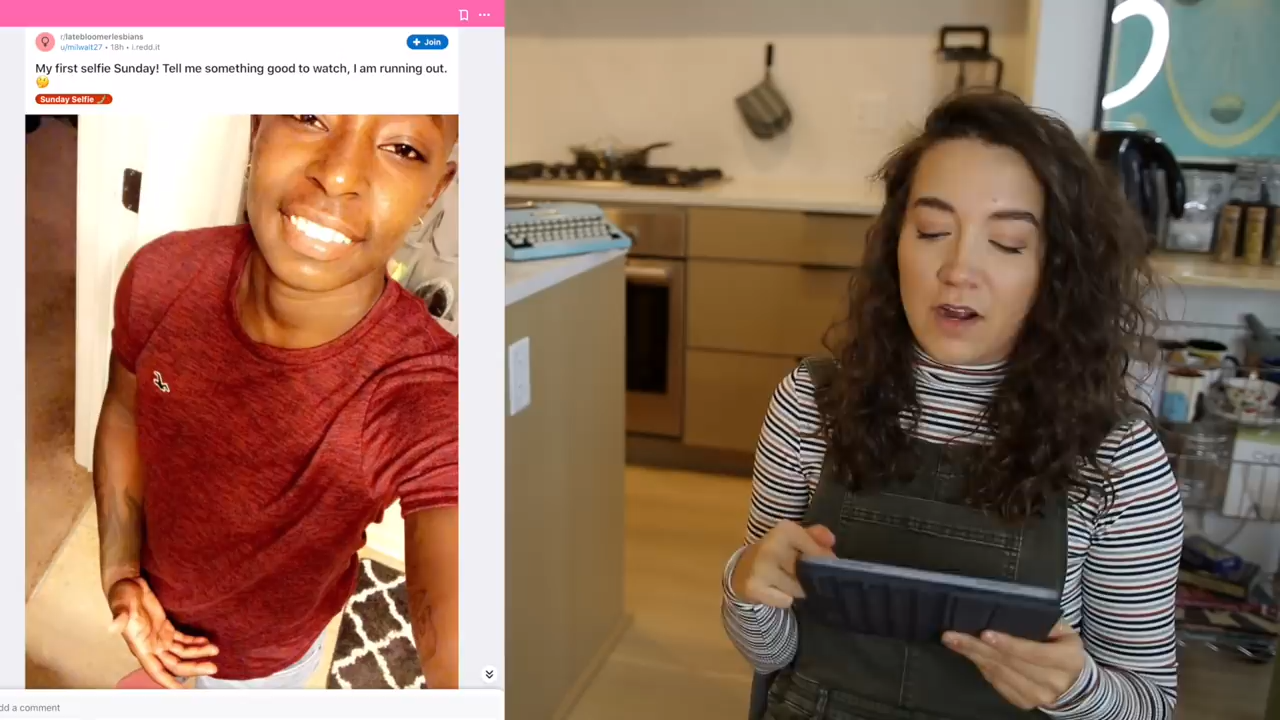 r/latebloomerlesbians
u/milwalt27 • 18h • i.redd.it
Join
My first selfie Sunday! Tell me something good to watch, I am running out.
🤔
Sunday Selfie
dd a comment